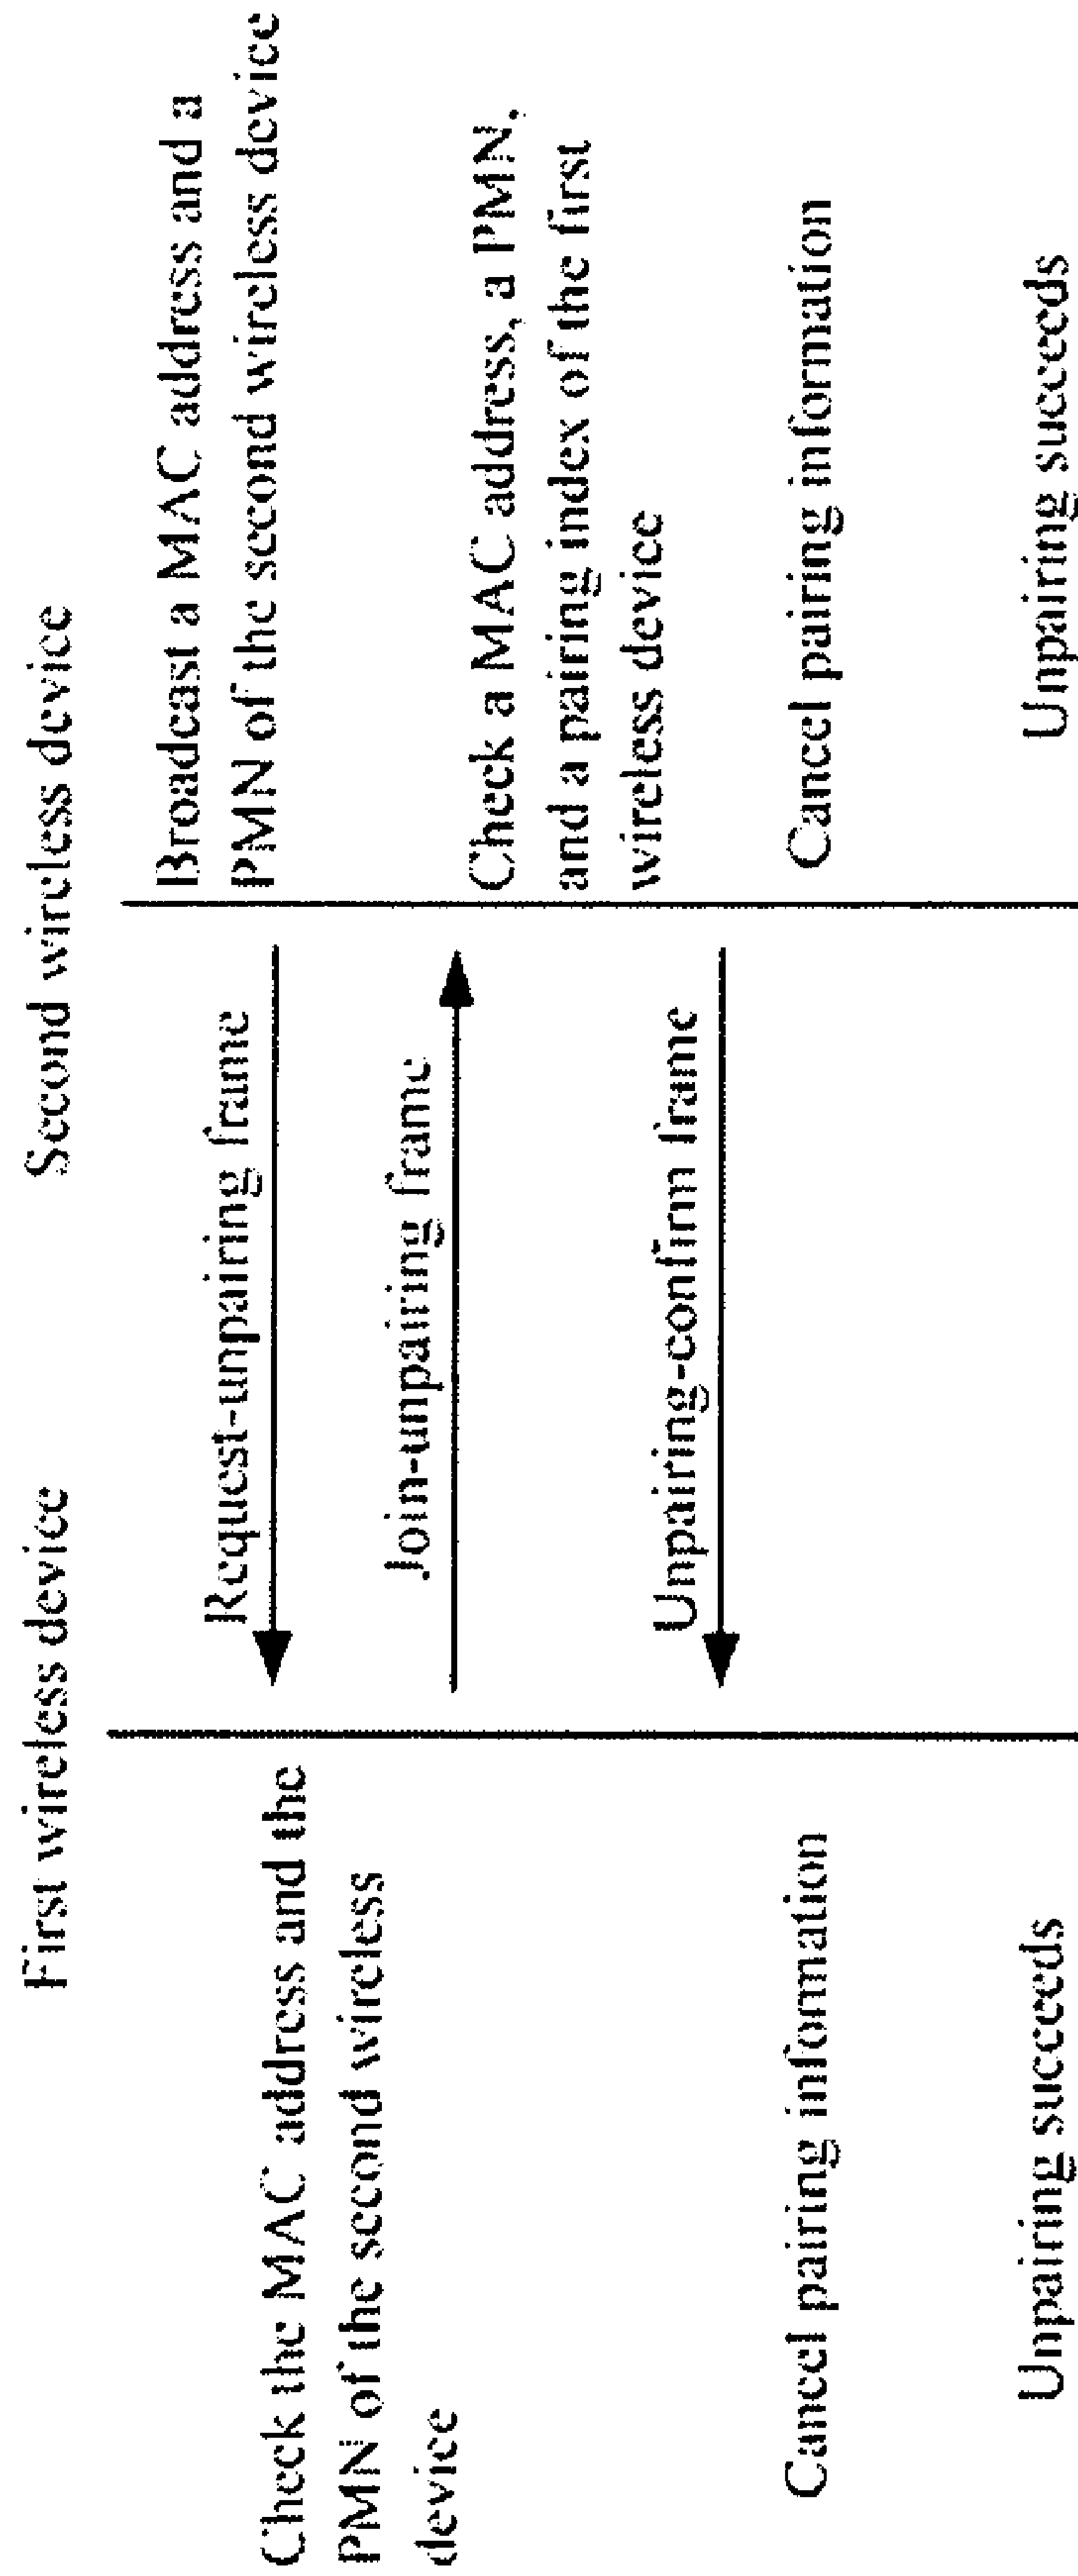 First wireless device
Second wireless device
Broadcast a MAC address and a
PMN of the second wireless device
Request-unpairing frame
Check the MAC address and the
PMN of the second wireless
device
Join-unpairing frame
Check a MAC address, a PMN,
and a pairing index of the first
wireless device
Unpairing-confirm frame
Cancel pairing information
Cancel pairing information
Unpairing succeeds
Unpairing succeeds